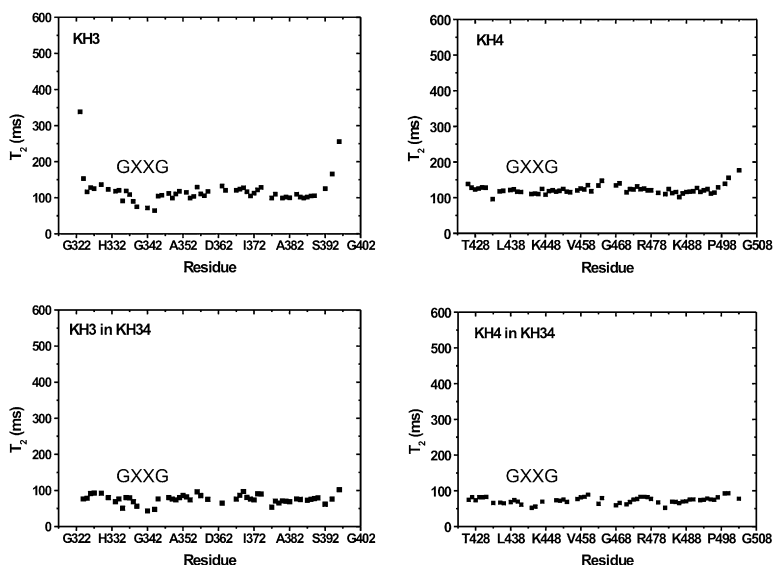 KH3
600
500
400
300
200
100
0
T2 (ms)
GXXG
G322 H332 G342 A352 D362 I372 A382 S392 G402
Residue
KH4
600
500
400
300
200
100
0
T2 (ms)
GXXG
T428 L438 K448 V458 G468 R478 K488 P498 G508
Residue
KH3 in KH34
600
500
400
300
200
100
0
T2 (ms)
GXXG
G322 H332 G342 A352 D362 I372 A382 S392 G402
Residue
KH4 in KH34
600
500
400
300
200
100
0
T2 (ms)
GXXG
T428 L438 K448 V458 G468 R478 K488 P498 G508
Residue